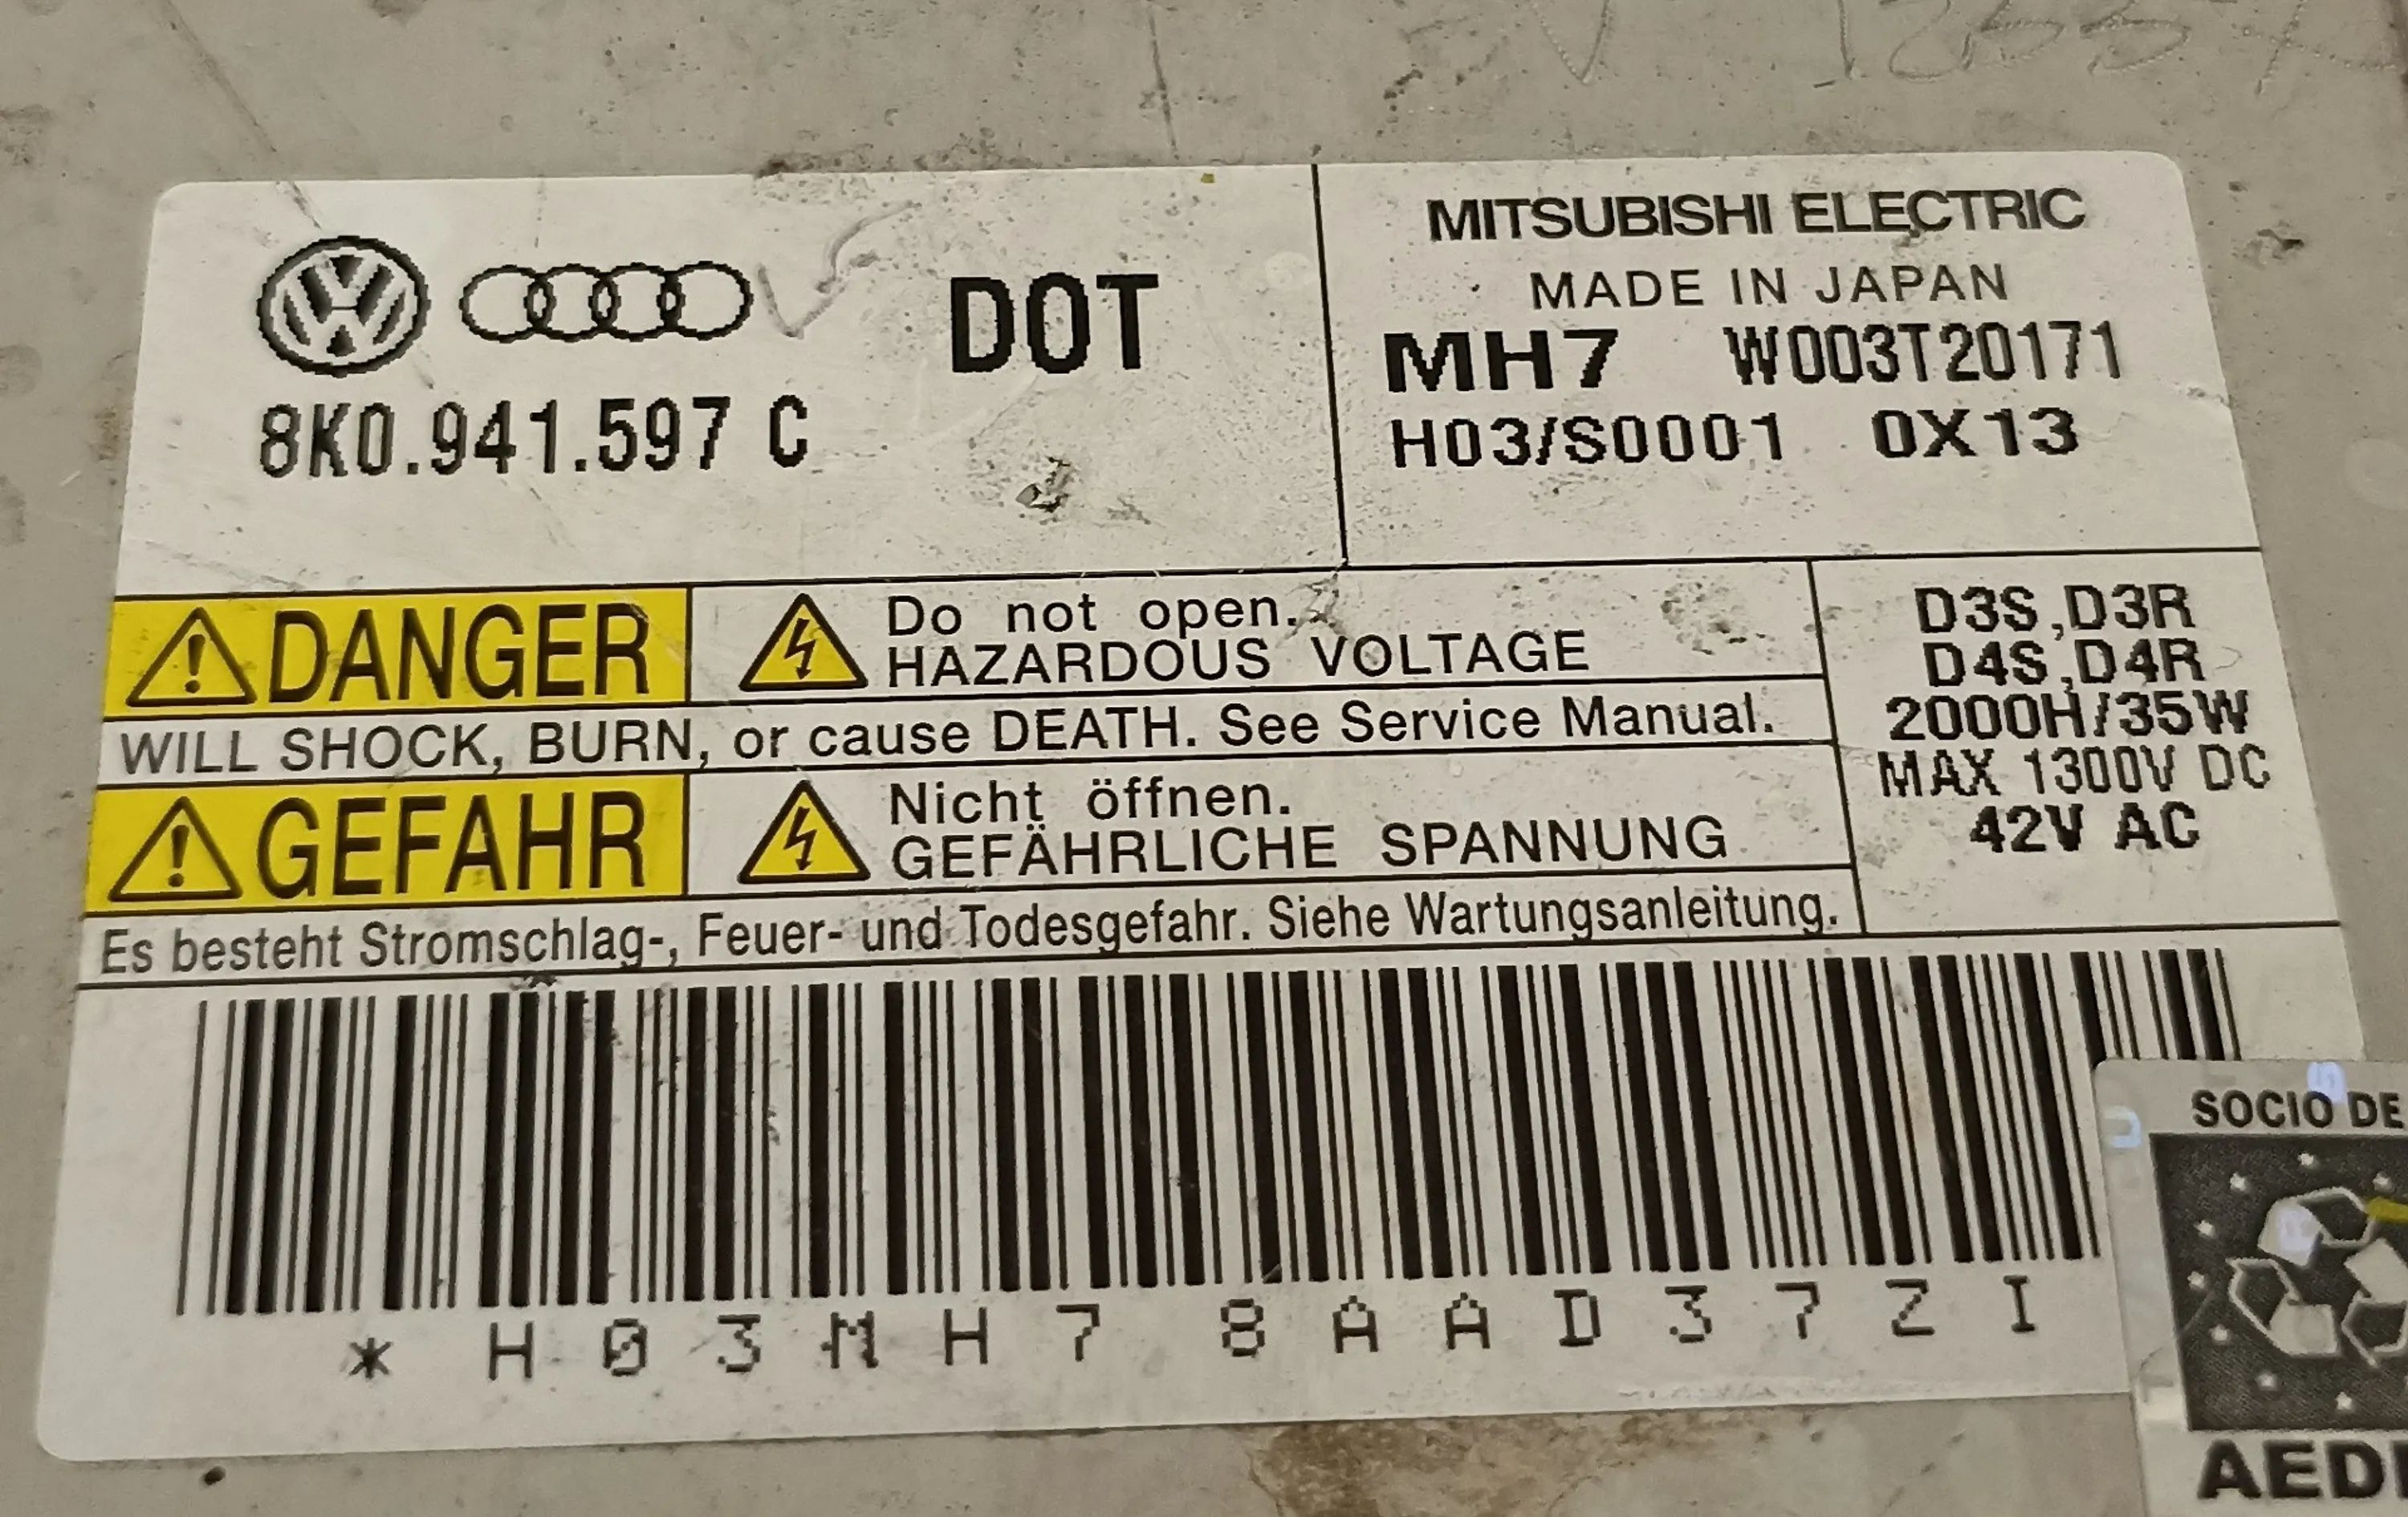 DOT
8K0.941.597 C
MITSUBISHI ELECTRIC
MADE IN JAPAN
MH7 W003T20171
H03/S0001 0X13
DANGER
Do not open.
HAZARDOUS VOLTAGE
WILL SHOCK, BURN, or cause DEATH. See Service Manual.
GEFAHR
Nicht öffnen.
GEFÄHRLICHE SPANNUNG
Es besteht Stromschlag-, Feuer- und Todesgefahr. Siehe Wartungsanleitung.
D3S,D3R
D4S,D4R
2000H/35W
MAX 1300V DC
42V AC
* H03MH78AAD37ZI
SOCIO DE